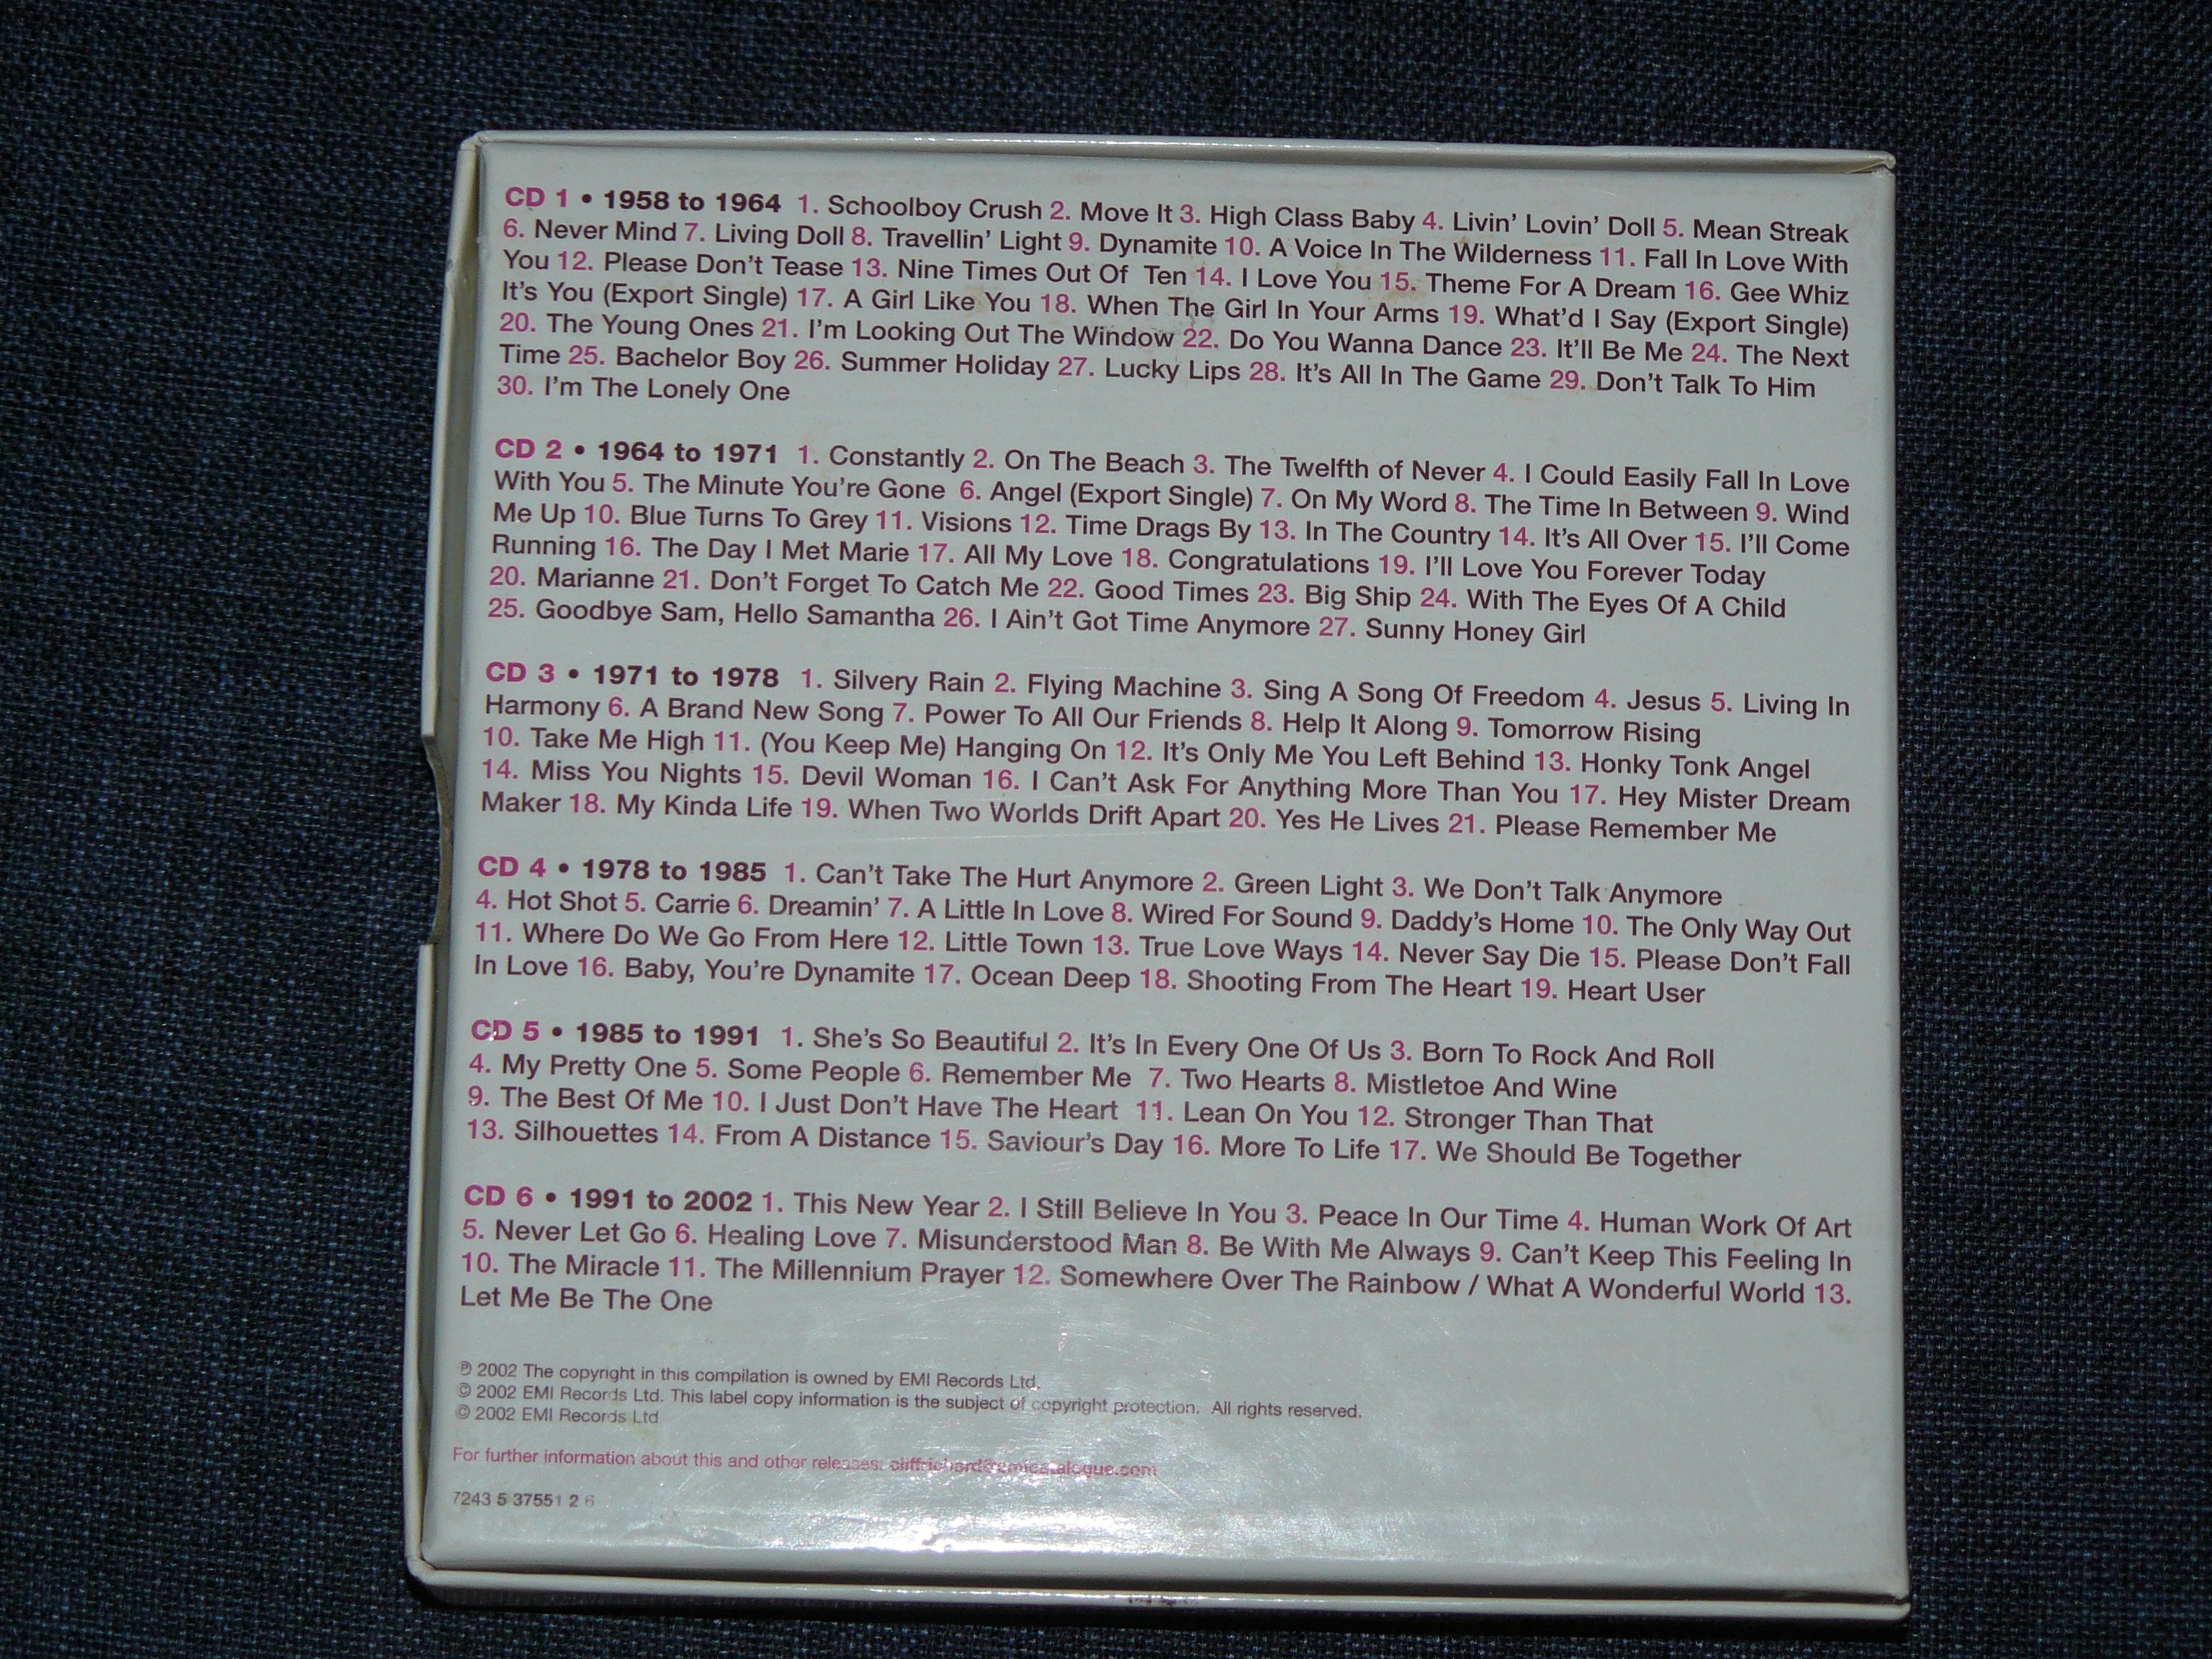 CD 1 • 1958 to 1964 1. Schoolboy Crush 2. Move It 3. High Class Baby 4. Livin' Lovin' Doll 5. Mean Streak
6. Never Mind 7. Living Doll 8. Travellin' Light 9. Dynamite 10. A Voice In The Wilderness 11. Fall In Love With
You 12. Please Don't Tease 13. Nine Times Out Of Ten 14. I Love You 15. Theme For A Dream 16. Gee Whiz
It's You (Export Single) 17. A Girl Like You 18. When The Girl In Your Arms 19. What'd I Say (Export Single)
20. The Young Ones 21. I'm Looking Out The Window 22. Do You Wanna Dance 23. It'll Be Me 24. The Next
Time 25. Bachelor Boy 26. Summer Holiday 27. Lucky Lips 28. It's All In The Game 29. Don't Talk To Him
30. I'm The Lonely One
CD 2 • 1964 to 1971 1. Constantly 2. On The Beach 3. The Twelfth of Never 4. I Could Easily Fall In Love
With You 5. The Minute You're Gone 6. Angel (Export Single) 7. On My Word 8. The Time In Between 9. Wind
Me Up 10. Blue Turns To Grey 11. Visions 12. Time Drags By 13. In The Country 14. It's All Over 15. I'll Come
Running 16. The Day I Met Marie 17. All My Love 18. Congratulations 19. I'll Love You Forever Today
20. Marianne 21. Don't Forget To Catch Me 22. Good Times 23. Big Ship 24. With The Eyes Of A Child
25. Goodbye Sam, Hello Samantha 26. I Ain't Got Time Anymore 27. Sunny Honey Girl
CD 3 • 1971 to 1978 1. Silvery Rain 2. Flying Machine 3. Sing A Song Of Freedom 4. Jesus 5. Living In
Harmony 6. A Brand New Song 7. Power To All Our Friends 8. Help It Along 9. Tomorrow Rising
10. Take Me High 11. (You Keep Me) Hanging On 12. It's Only Me You Left Behind 13. Honky Tonk Angel
14. Miss You Nights 15. Devil Woman 16. I Can't Ask For Anything More Than You 17. Hey Mister Dream
Maker 18. My Kinda Life 19. When Two Worlds Drift Apart 20. Yes He Lives 21. Please Remember Me
CD 4 • 1978 to 1985 1. Can't Take The Hurt Anymore 2. Green Light 3. We Don't Talk Anymore
4. Hot Shot 5. Carrie 6. Dreamin' 7. A Little In Love 8. Wired For Sound 9. Daddy's Home 10. The Only Way Out
11. Where Do We Go From Here 12. Little Town 13. True Love Ways 14. Never Say Die 15. Please Don't Fall
In Love 16. Baby, You're Dynamite 17. Ocean Deep 18. Shooting From The Heart 19. Heart User
CD 5 • 1985 to 1991 1. She's So Beautiful 2. It's In Every One Of Us 3. Born To Rock And Roll
4. My Pretty One 5. Some People 6. Remember Me 7. Two Hearts 8. Mistletoe And Wine
9. The Best Of Me 10. I Just Don't Have The Heart 11. Lean On You 12. Stronger Than That
13. Silhouettes 14. From A Distance 15. Saviour's Day 16. More To Life 17. We Should Be Together
CD 6 • 1991 to 2002 1. This New Year 2. I Still Believe In You 3. Peace In Our Time 4. Human Work Of Art
5. Never Let Go 6. Healing Love 7. Misunderstood Man 8. Be With Me Always 9. Can't Keep This Feeling In
10. The Miracle 11. The Millennium Prayer 12. Somewhere Over The Rainbow / What A Wonderful World 13.
Let Me Be The One
℗ 2002 The copyright in this compilation is owned by EMI Records Ltd.
© 2002 EMI Records Ltd. This label copy information is the subject of copyright protection. All rights reserved.
© 2002 EMI Records Ltd
For further information about this and other releases: cliffrichard@emicatalogue.com
7243 5 37551 2 6